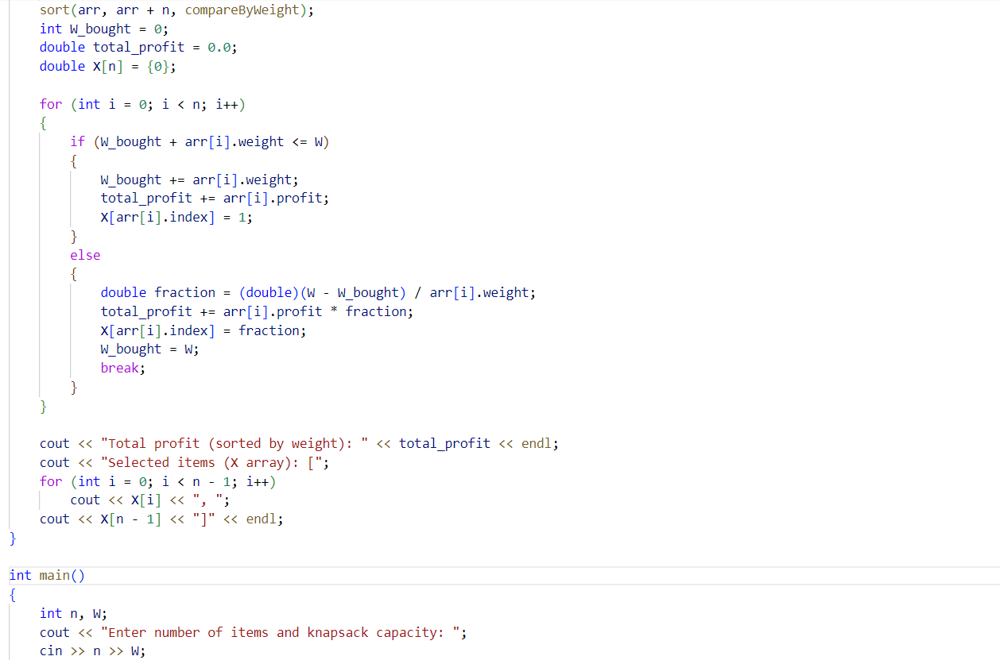 sort(arr, arr + n, compareByWeight);
int W_bought = 0;
double total_profit = 0.0;
double X[n] = {0};
for (int i = 0; i < n; i++)
{
if (W_bought + arr[i].weight <= W)
{
W_bought += arr[i].weight;
total_profit += arr[i].profit;
X[arr[i].index] = 1;
}
else
{
double fraction = (double)(W - W_bought) / arr[i].weight;
total_profit += arr[i].profit * fraction;
X[arr[i].index] = fraction;
W_bought = W;
break;
}
}
cout << "Total profit (sorted by weight): " << total_profit << endl;
cout << "Selected items (X array): [";
for (int i = 0; i < n - 1; i++)
cout << X[i] << ", ";
cout << X[n - 1] << "]" << endl;
}
int main()
{
int n, W;
cout << "Enter number of items and knapsack capacity: ";
cin >> n >> W;